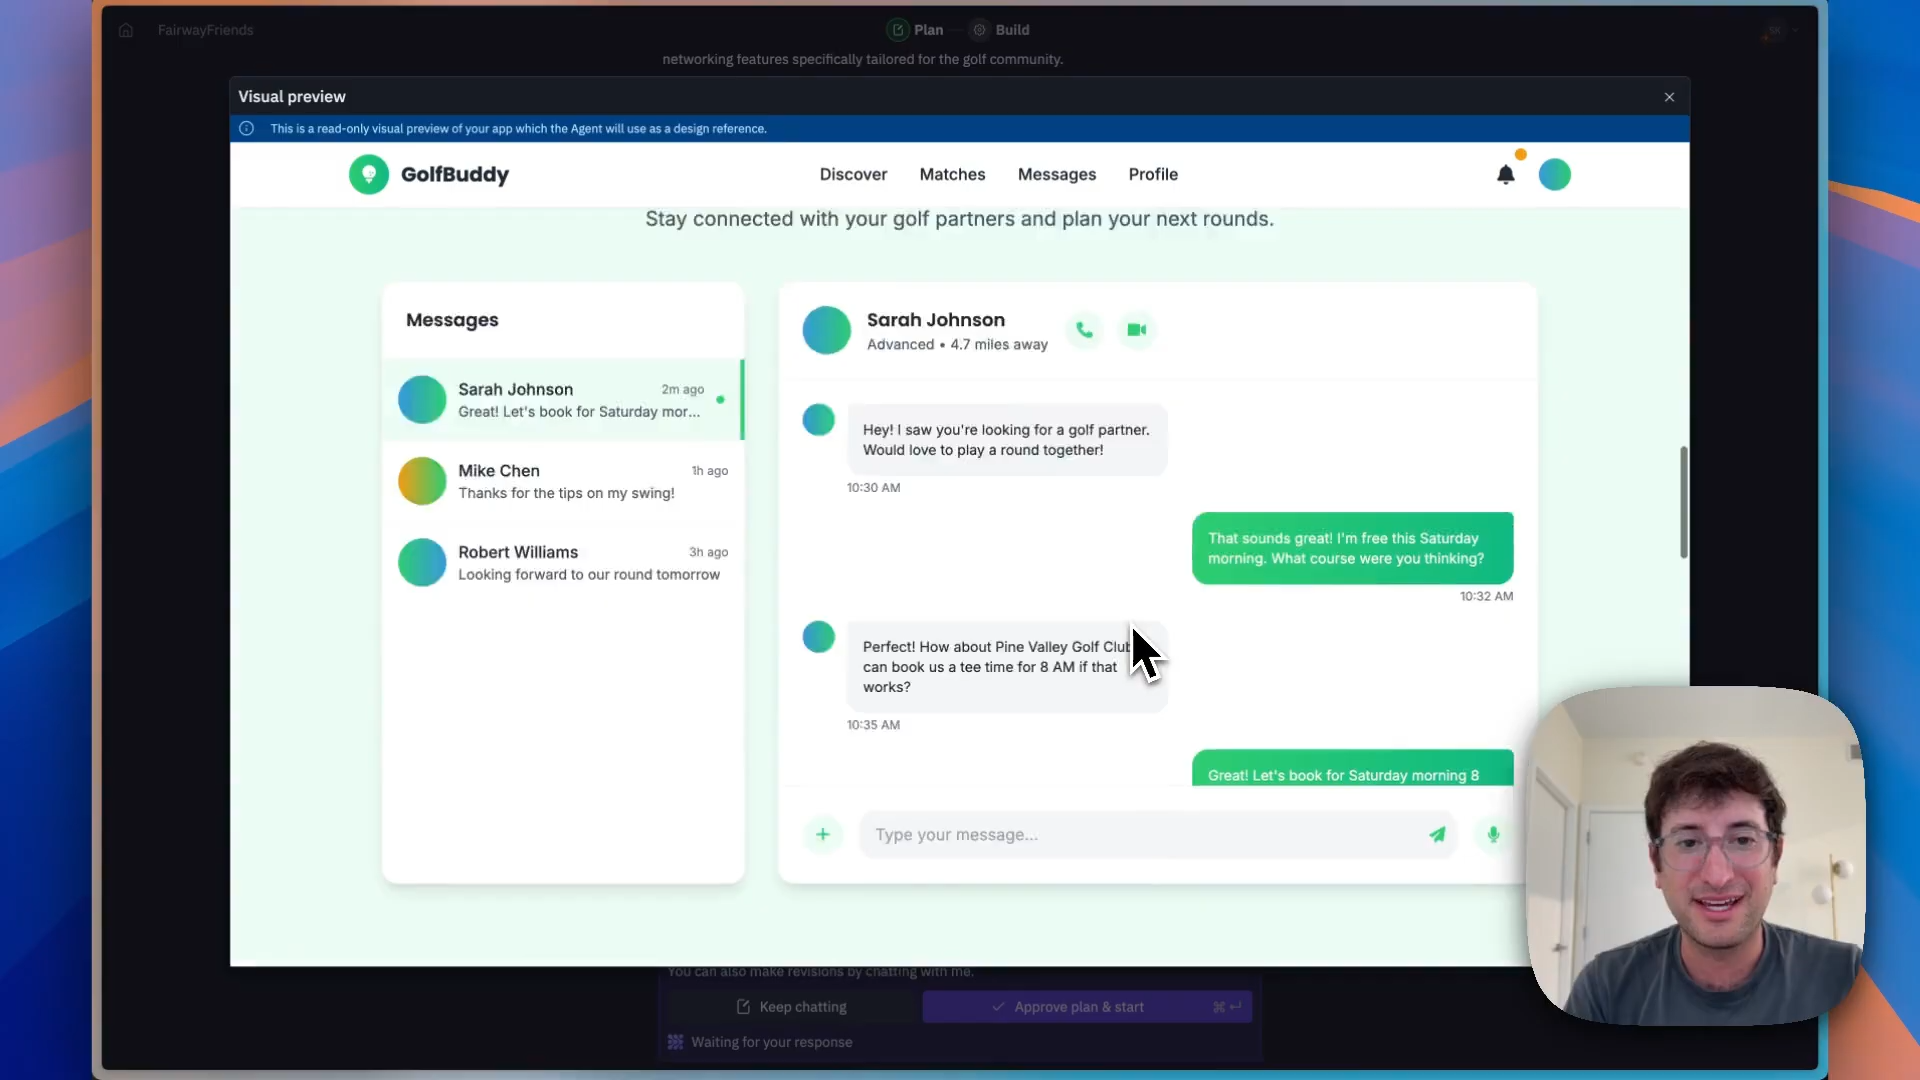 FairwayFriends
Plan
Build
networking features specifically tailored for the golf community.
Visual preview
This is a read-only visual preview of your app which the Agent will use as a design reference.
GolfBuddy
Discover
Matches
Messages
Profile
Stay connected with your golf partners and plan your next rounds.
Messages
Sarah Johnson
2m ago
Great! Let's book for Saturday mor...
Mike Chen
1h ago
Thanks for the tips on my swing!
Robert Williams
3h ago
Looking forward to our round tomorrow
Sarah Johnson
Advanced • 4.7 miles away
Hey! I saw you're looking for a golf partner.
Would love to play a round together!
10:30 AM
That sounds great! I'm free this Saturday
morning. What course were you thinking?
10:32 AM
Perfect! How about Pine Valley Golf Club
can book us a tee time for 8 AM if that
works?
10:35 AM
Great! Let's book for Saturday morning 8
Type your message...
You can also make revisions by chatting with me.
Keep chatting
Approve plan & start
⌘ ↵
Waiting for your response